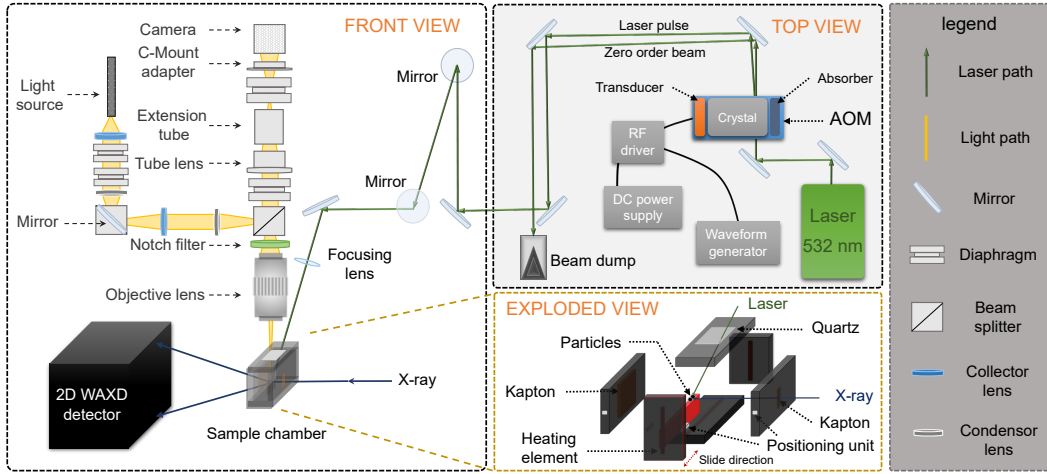 FRONT VIEW
Camera
C-Mount
adapter
Light
source
Extension
tube
Tube lens
Mirror
Mirror
Mirror
Notch filter
Focusing
lens
Objective lens
2D WAXD
detector
X-ray
Sample chamber
TOP VIEW
Laser pulse
Zero order beam
Transducer
Absorber
Crystal
AOM
RF
driver
DC power
supply
Waveform
generator
Laser
532 nm
Beam dump
EXPLODED VIEW
Laser
Quartz
Particles
Kapton
X-ray
Kapton
Heating
element
Positioning unit
Slide direction
legend
Laser path
Light path
Mirror
Diaphragm
Beam
splitter
Collector
lens
Condensor
lens